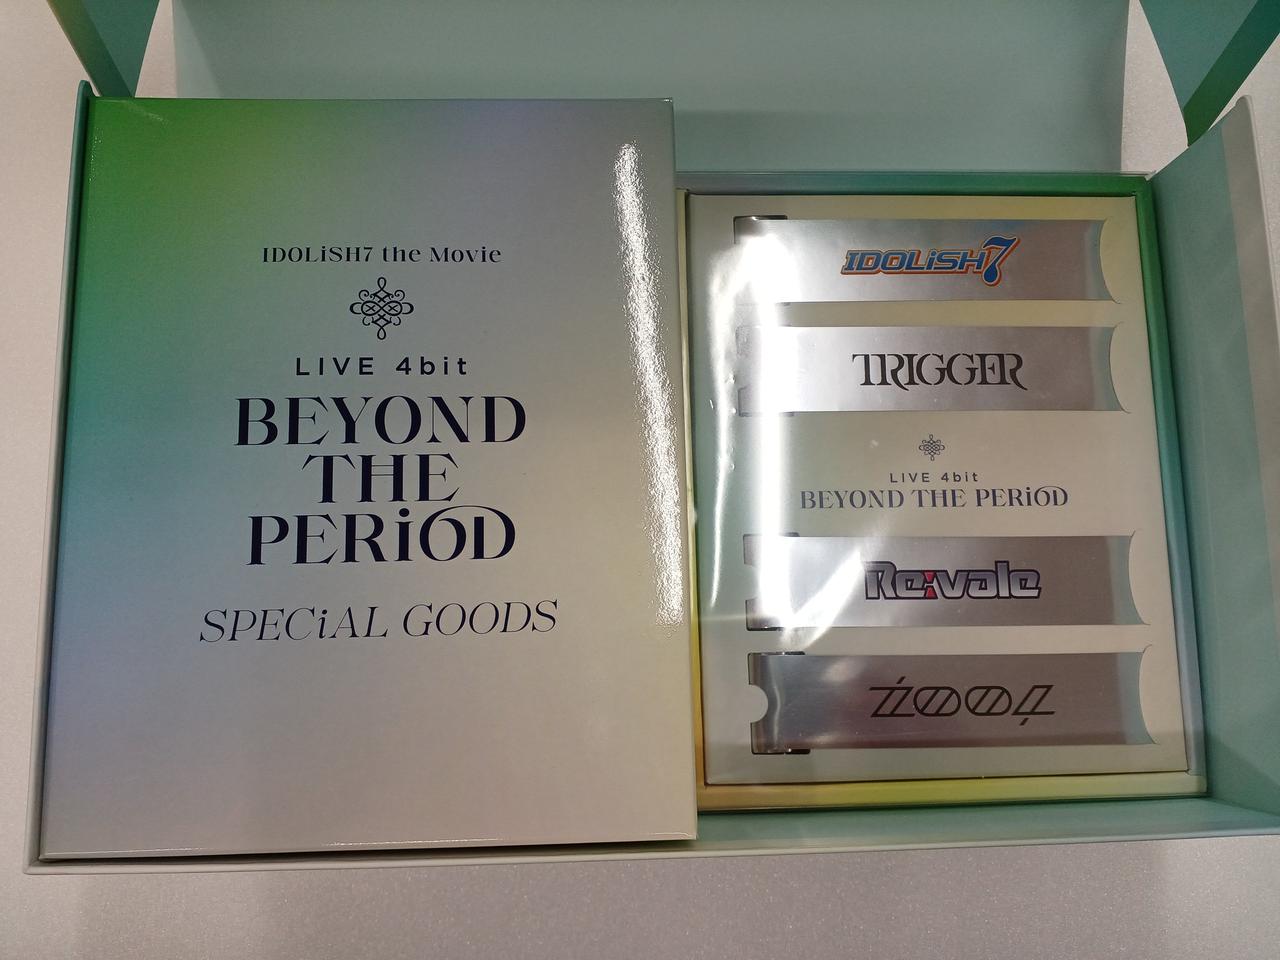 IDOLiSH7 the Movie
LIVE 4bit
BEYOND
THE
PERiOD
SPECiAL GOODS
IDOLiSH7
TRIGGER
LIVE 4bit
BEYOND THE PERiOD
Re:vale
ŹOOĻ